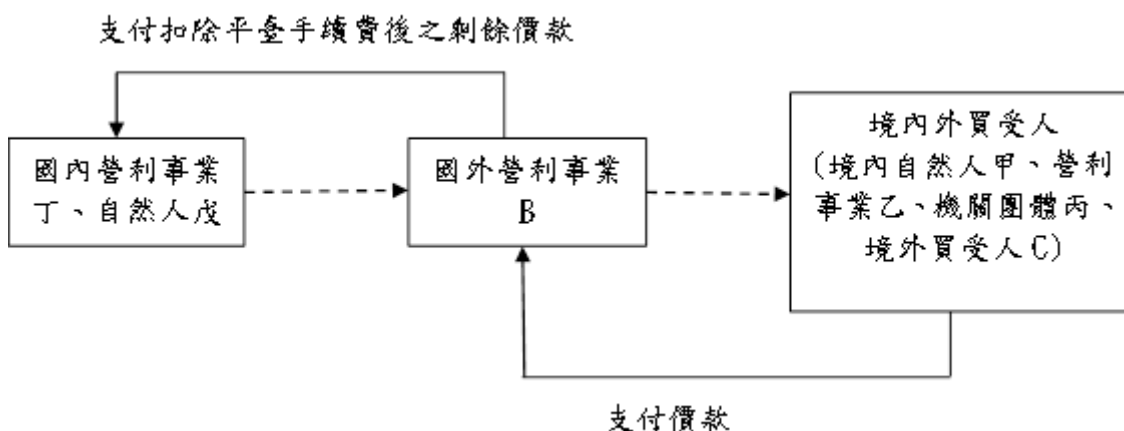 支付扣除平臺手續費後之剩餘價款
國內營利事業
丁、自然人戊
國外營利事業
B
境內外買受人
(境內自然人甲、營利
事業乙、機關團體丙、
境外買受人C)
支付價款